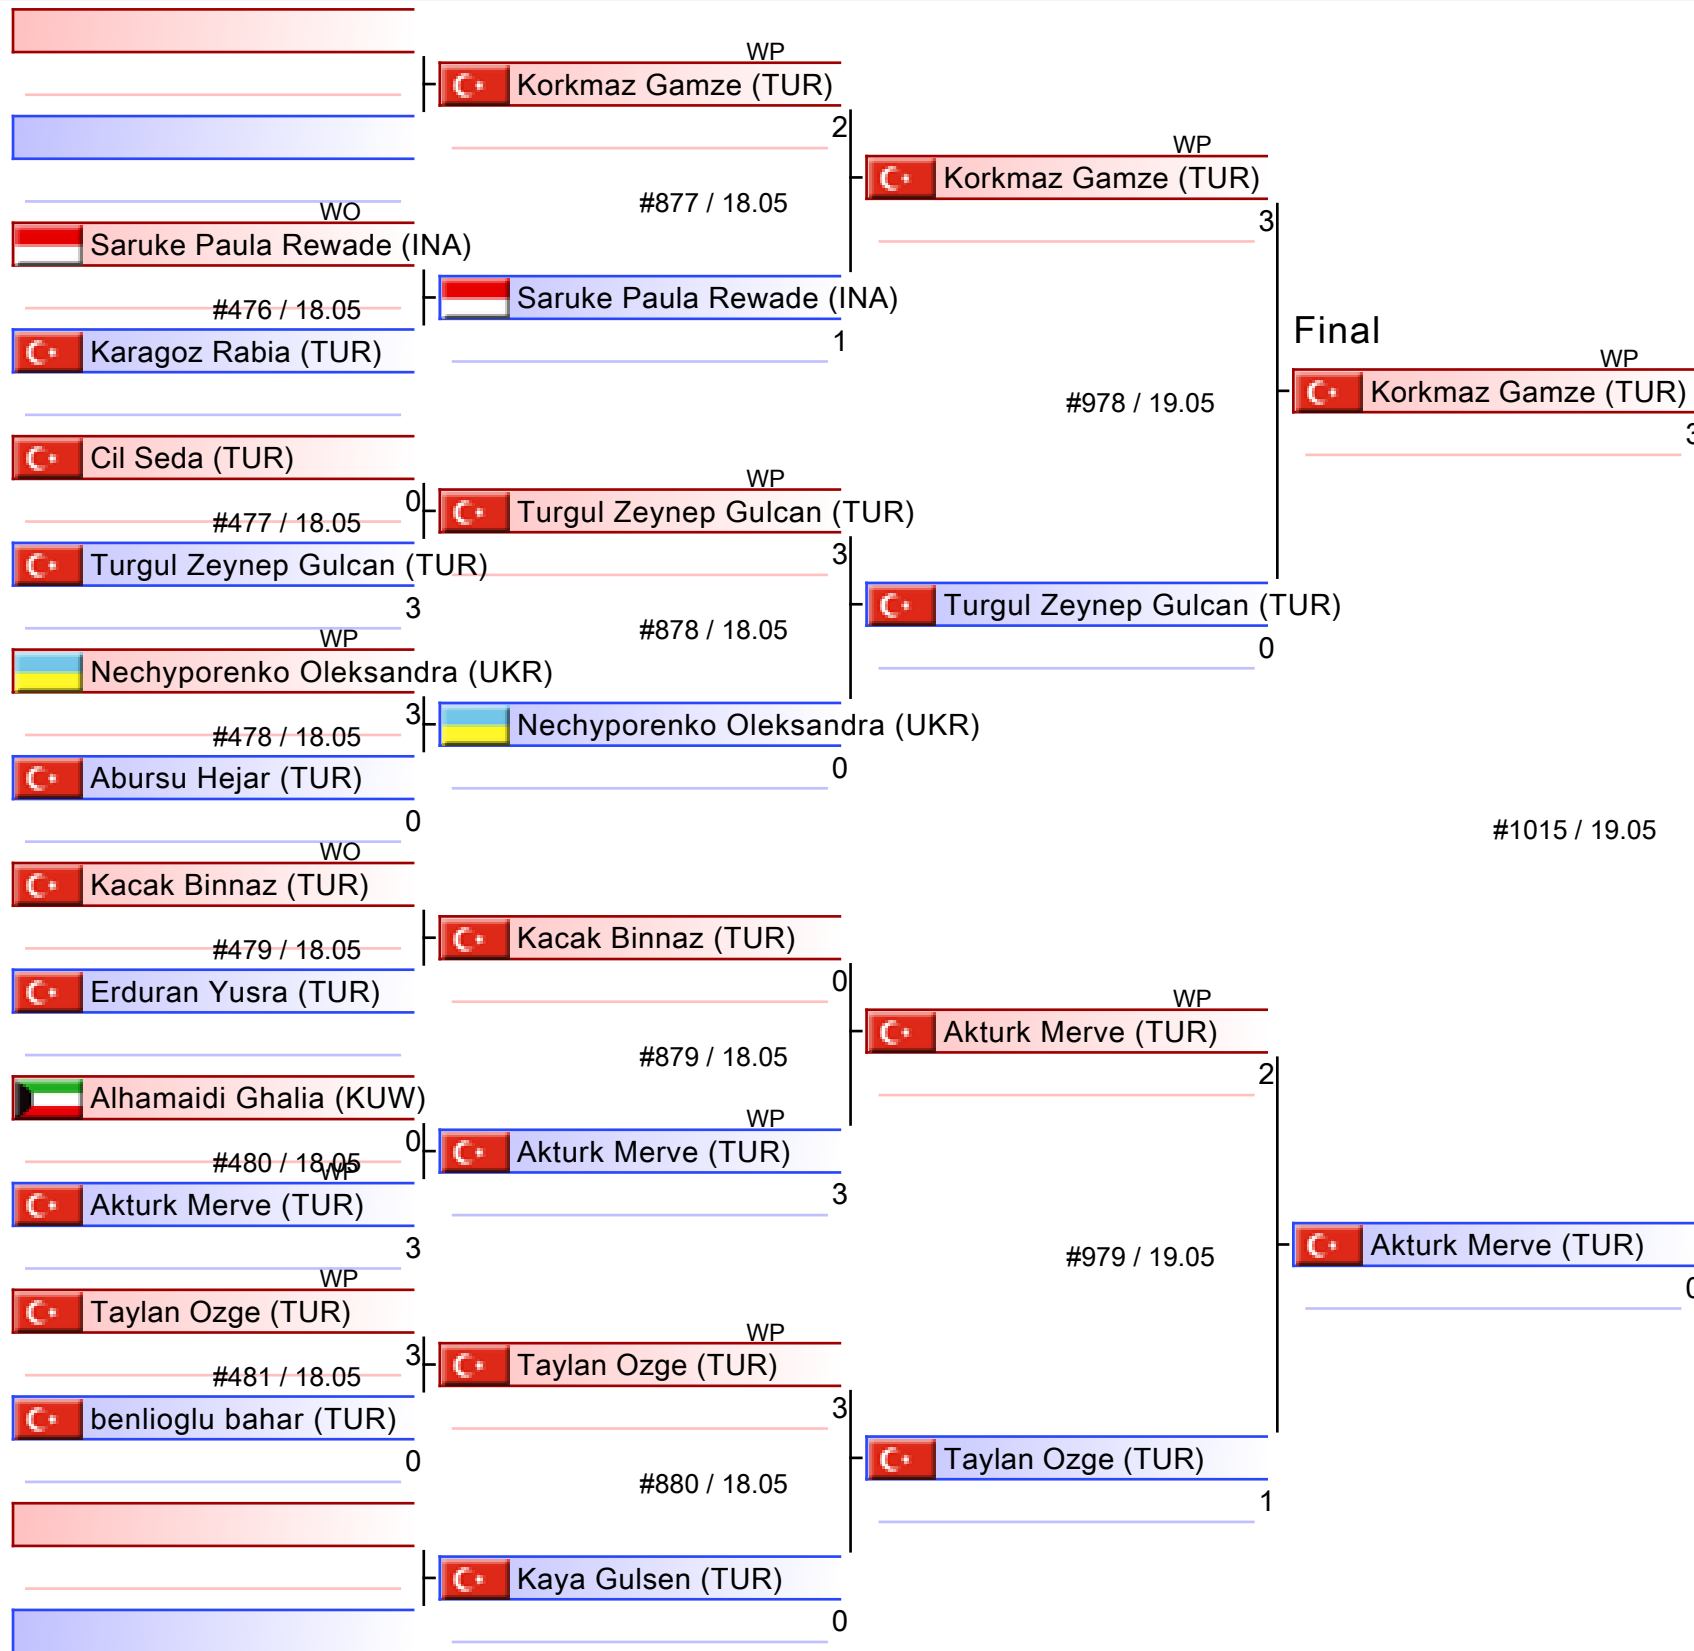 WP
Korkmaz Gamze (TUR)
2
#877 / 18.05
WO
Saruke Paula Rewade (INA)
#476 / 18.05
Karagoz Rabia (TUR)
Saruke Paula Rewade (INA)
1
WP
Korkmaz Gamze (TUR)
3
#978 / 19.05
Final
WP
Korkmaz Gamze (TUR)
3
Cil Seda (TUR)
0
#477 / 18.05
Turgul Zeynep Gulcan (TUR)
3
WP
Turgul Zeynep Gulcan (TUR)
3
#878 / 18.05
Turgul Zeynep Gulcan (TUR)
0
WP
Nechyporenko Oleksandra (UKR)
3
#478 / 18.05
Abursu Hejar (TUR)
0
Nechyporenko Oleksandra (UKR)
0
#1015 / 19.05
WO
Kacak Binnaz (TUR)
#479 / 18.05
Erduran Yusra (TUR)
Kacak Binnaz (TUR)
0
#879 / 18.05
WP
Akturk Merve (TUR)
2
Alhamaidi Ghalia (KUW)
0
#480 / 18.05
WP
Akturk Merve (TUR)
3
WP
Akturk Merve (TUR)
3
#979 / 19.05
Akturk Merve (TUR)
0
WP
Taylan Ozge (TUR)
3
#481 / 18.05
benlioglu bahar (TUR)
0
WP
Taylan Ozge (TUR)
3
#880 / 18.05
Taylan Ozge (TUR)
1
Kaya Gulsen (TUR)
0